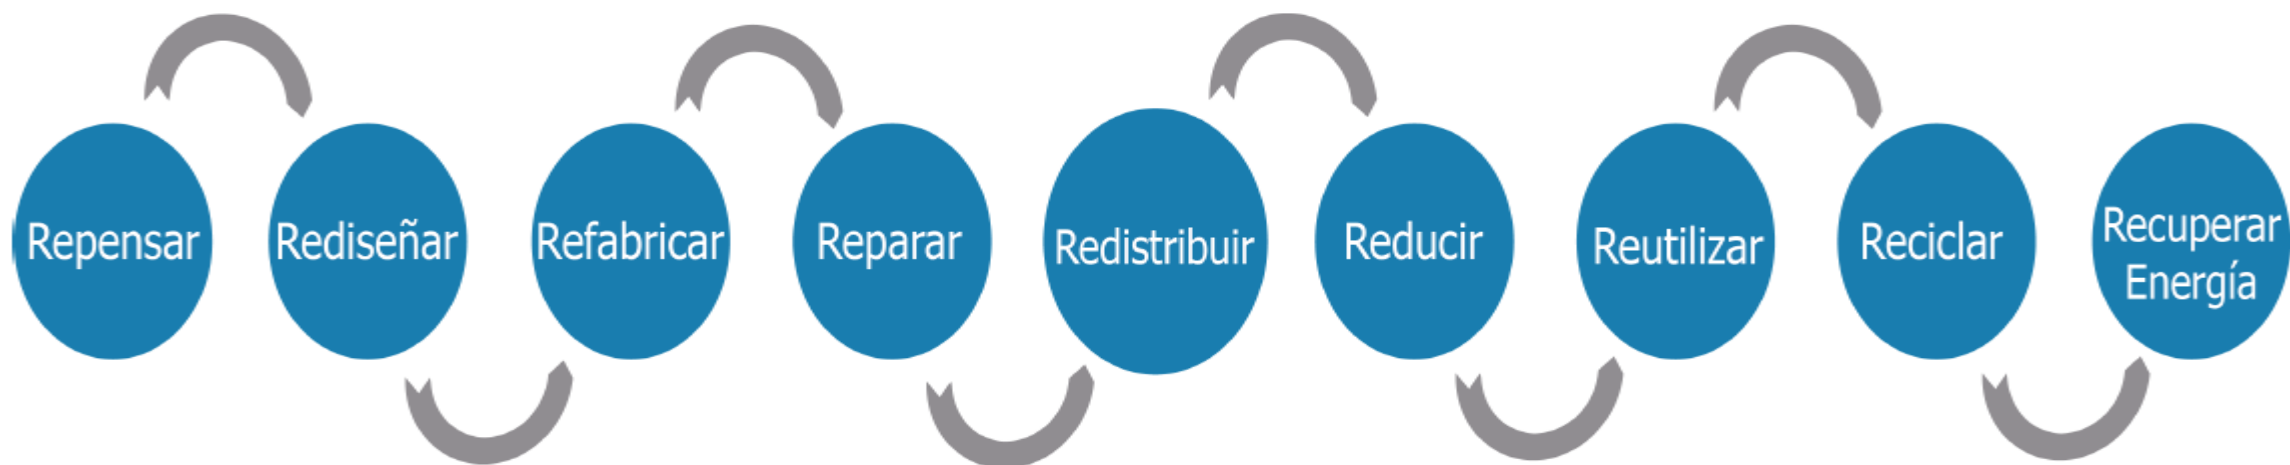 Repensar
Rediseñar
Refabricar
Reparar
Redistribuir
Reducir
Reutilizar
Reciclar
Recuperar
Energía